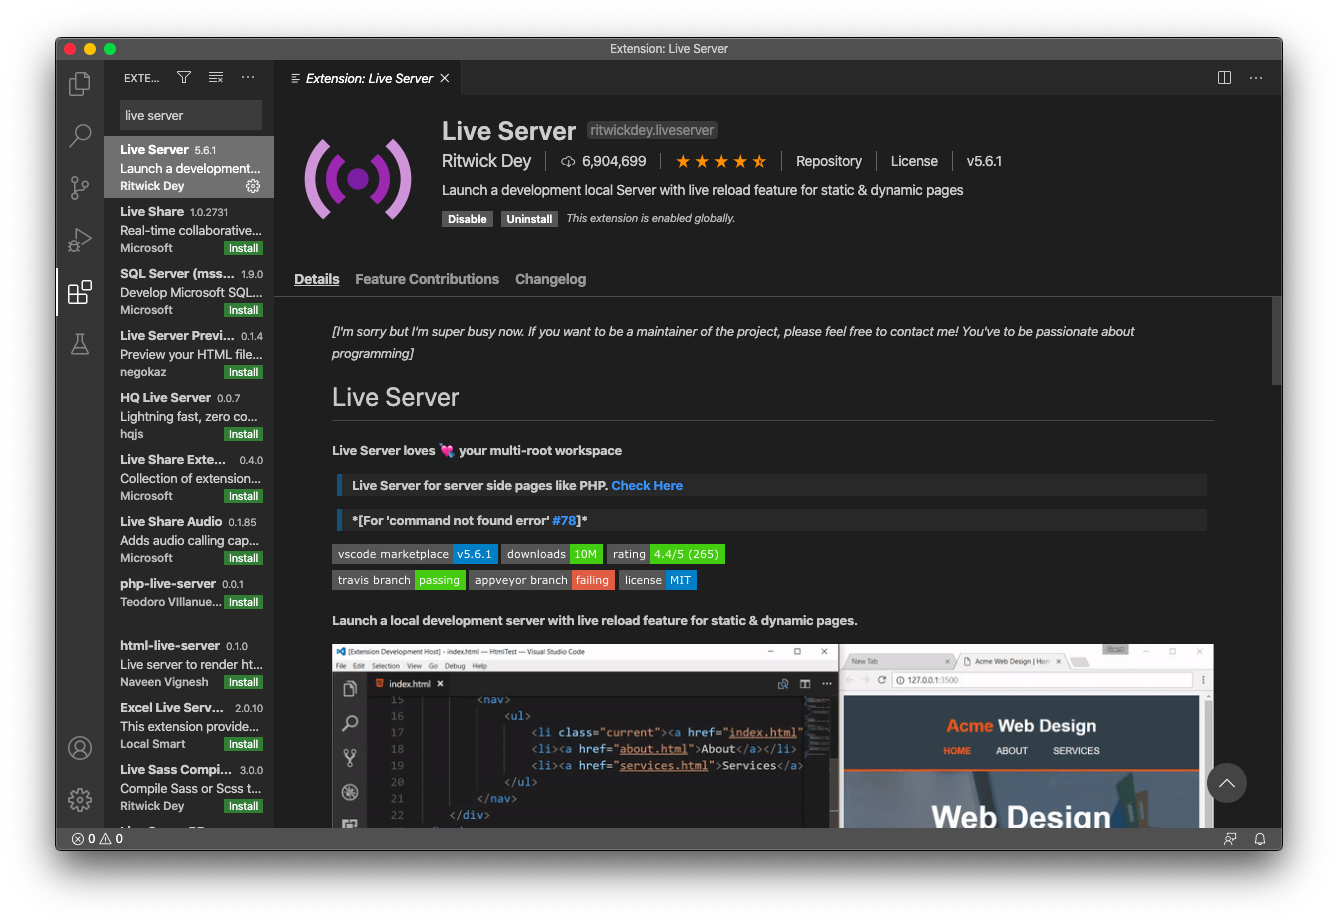 Extension: Live Server
EXTE...
live server
Live Server 5.6.1
Launch a development...
Ritwick Dey
Live Share 1.0.2731
Real-time collaborative...
Microsoft Install
SQL Server (mss... 1.9.0
Develop Microsoft SQL...
Microsoft Install
Live Server Previ... 0.1.4
Preview your HTML file...
negokaz Install
HQ Live Server 0.0.7
Lightning fast, zero co...
hqjs Install
Live Share Exte... 0.4.0
Collection of extension...
Microsoft Install
Live Share Audio 0.1.85
Adds audio calling cap...
Microsoft Install
php-live-server 0.0.1
Teodoro VIllanue... Install
html-live-server 0.1.0
Live server to render ht...
Naveen Vignesh Install
Excel Live Serv... 2.0.10
This extension provide...
Local Smart Install
Live Sass Compi... 3.0.0
Compile Sass or Scss t...
Ritwick Dey Install
Extension: Live Server
Live Server ritwickdey.liveserver
Ritwick Dey 6,904,699 Repository License v5.6.1
Launch a development local Server with live reload feature for static & dynamic pages
Disable Uninstall This extension is enabled globally.
Details Feature Contributions Changelog
[I'm sorry but I'm super busy now. If you want to be a maintainer of the project, please feel free to contact me! You've to be passionate about
programming]
Live Server
Live Server loves 💘 your multi-root workspace
Live Server for server side pages like PHP. Check Here
*[For 'command not found error' #78]*
vscode marketplace v5.6.1 downloads 10M rating 4.4/5 (265)
travis branch passing appveyor branch failing license MIT
Launch a local development server with live reload feature for static & dynamic pages.
[Extension Development Host] - index.html — HtmlTest — Visual Studio Code
File Edit Selection View Go Debug Help
index.html
15 <nav>
16 <ul>
17 <li class="current"><a href="index.html"
18 <li><a href="about.html">About</a></li>
19 <li><a href="services.html">Services</a>
20 </ul>
21 </nav>
22 </div>
New Tab Acme Web Design | Hom
127.0.0.1:3500
Acme Web Design
HOME ABOUT SERVICES
Web Design
0 0